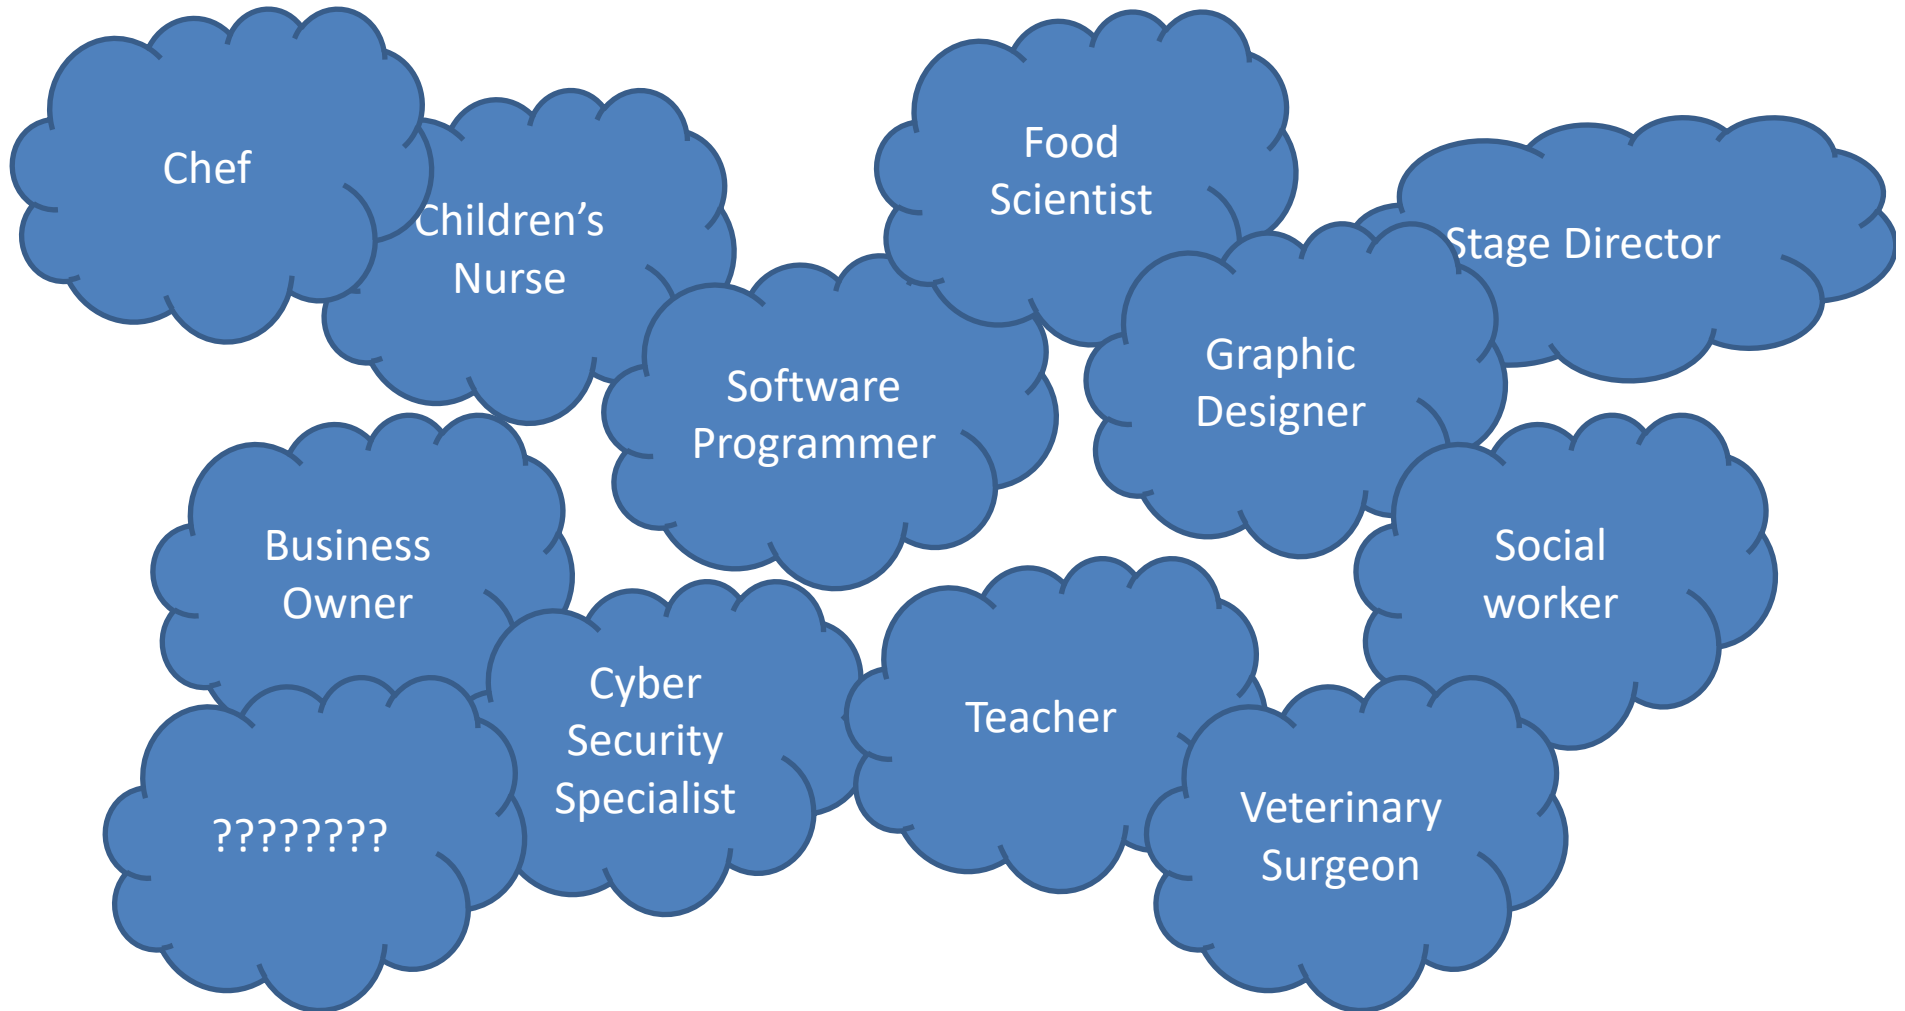 Chef
Children’s
Nurse
Food
Scientist
Stage Director
Software
Programmer
Graphic
Designer
Business
Owner
Social
worker
Cyber
Security
Specialist
Teacher
Veterinary
Surgeon
????????